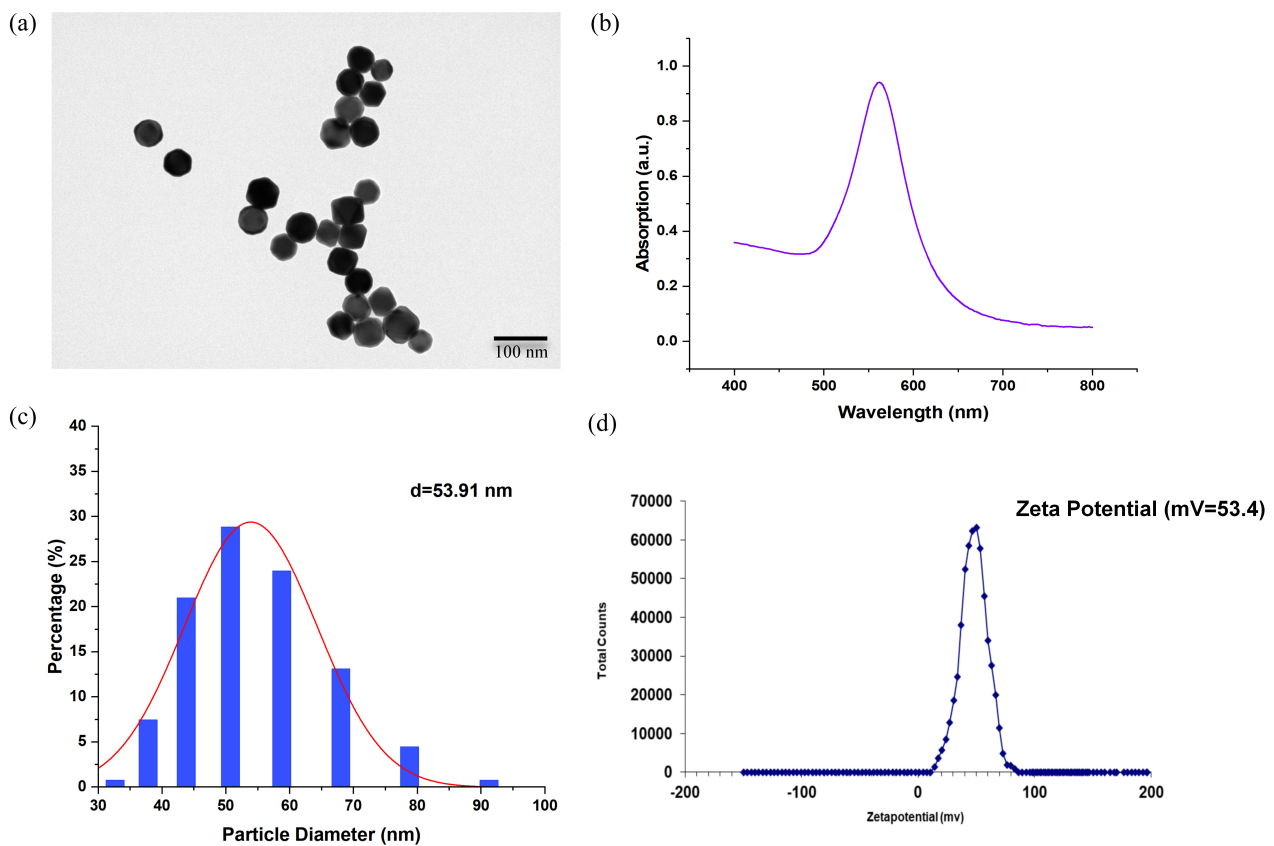 (a)
100 nm
(b)
1.0
0.8
0.6
0.4
0.2
0.0
Absorption (a.u.)
400 500 600 700 800
Wavelength (nm)
(c)
40
35
30
25
20
15
10
5
0
Percentage (%)
d=53.91 nm
30 40 50 60 70 80 90 100
Particle Diameter (nm)
(d)
Zeta Potential (mV=53.4)
70000
60000
50000
40000
30000
20000
10000
0
Total Counts
-200 -100 0 100 200
Zetapotential (mv)